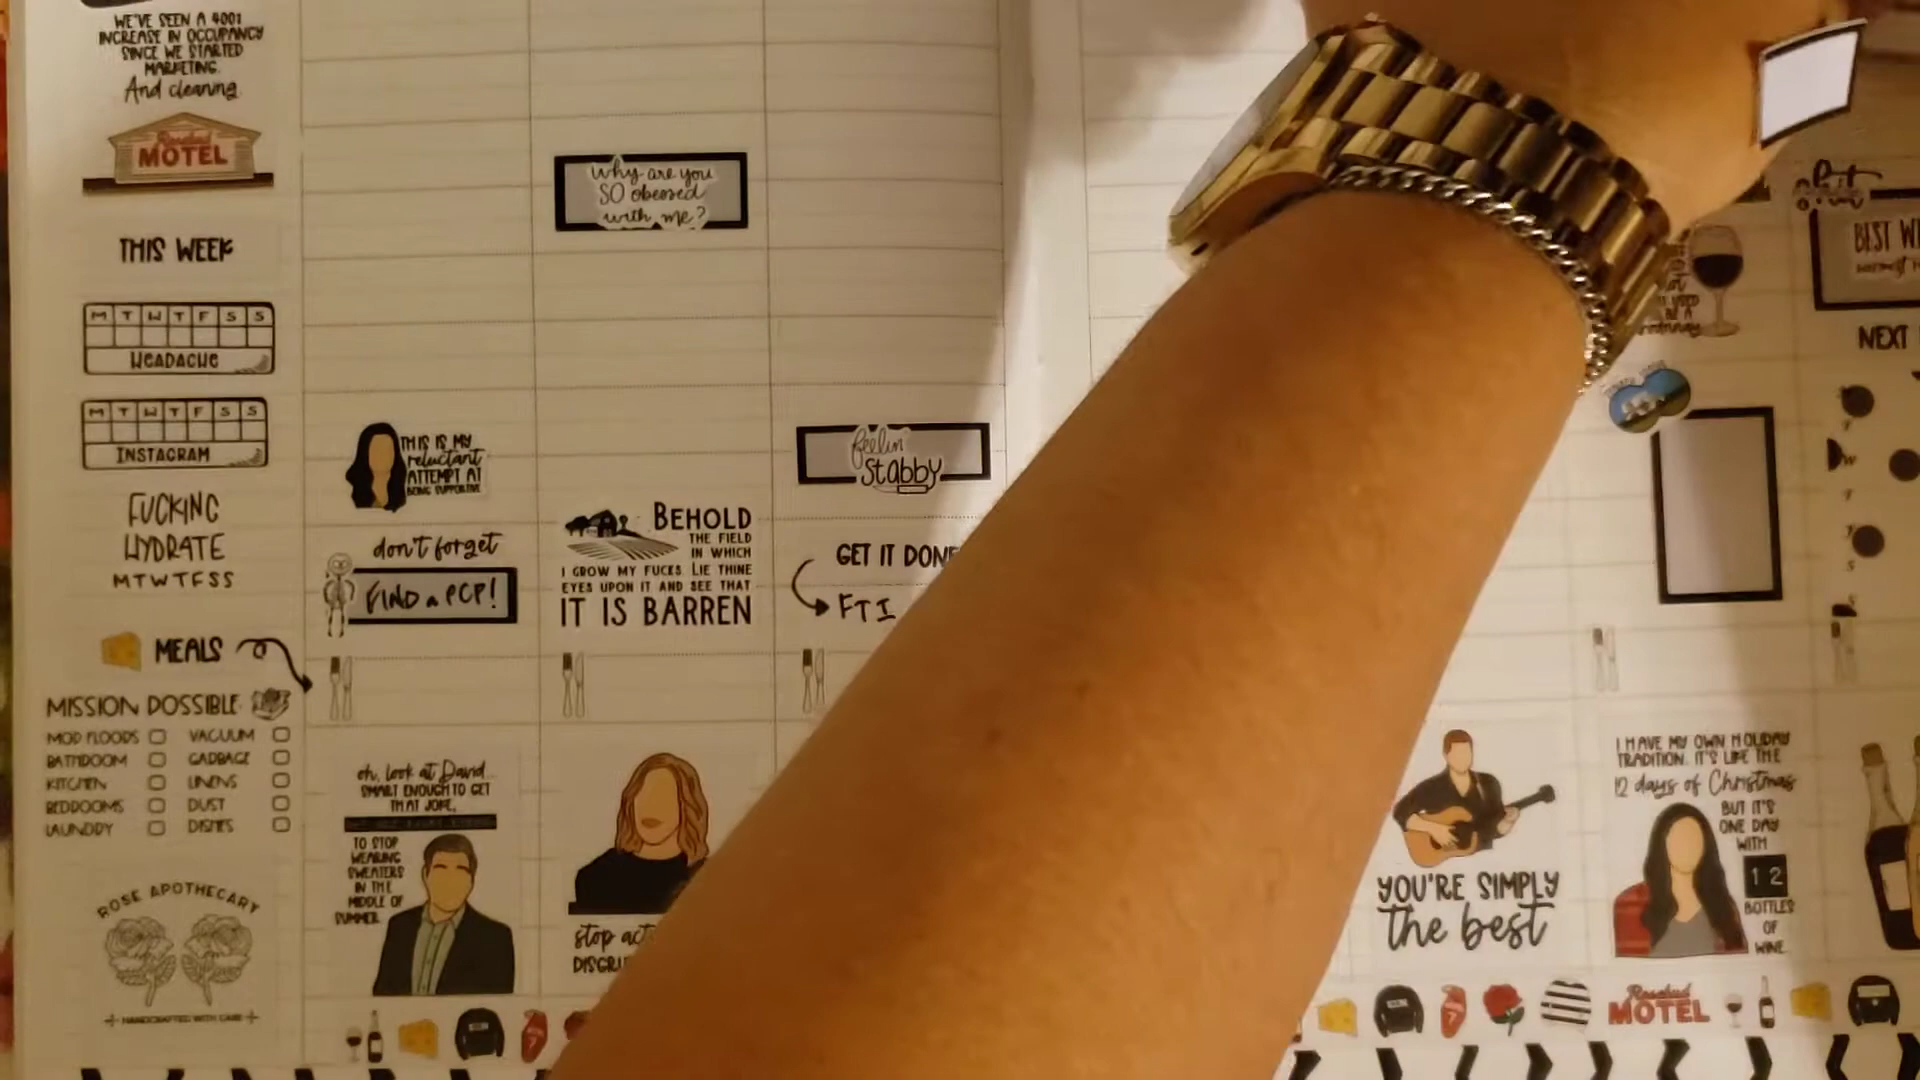 WE'VE SEEN A 400%
INCREASE IN OCCUPANCY
SINCE WE STARTED
MARKETING.
And cleaning
Rosebud
MOTEL
THIS WEEK
M T W T F S S
HEADACHE
M T W T F S S
INSTAGRAM
FUCKING
HYDRATE
M T W T F S S
MEALS
MISSION POSSIBLE
MOP FLOORS VACUUM
BATHROOM GARBAGE
KITCHEN LINENS
BEDROOMS DUST
LAUNDRY DISHES
ROSE APOTHECARY
HANDCRAFTED WITH CARE
THIS IS MY
reluctant
ATTEMPT AT
BEING SUPPORTIVE
don't forget
FIND a PCP!
oh, look at David...
SMART ENOUGH TO GET
THAT JOKE,
TO STOP
WEARING
SWEATERS
IN THE
MIDDLE OF
SUMMER.
Why are you
SO obsessed
with me?
BEHOLD
THE FIELD
IN WHICH
I GROW MY FUCKS. LIE THINE
EYES UPON IT AND SEE THAT
IT IS BARREN
stop act
DISGRU
feelin
stabby
GET IT DONE
FTI
YOU'RE SIMPLY
the best
I HAVE MY OWN HOLIDAY
TRADITION. IT'S LIKE THE
12 days of Christmas
BUT IT'S
ONE DAY
WITH
12
BOTTLES
OF
WINE.
Rosebud
MOTEL
BEST WI
NEXT